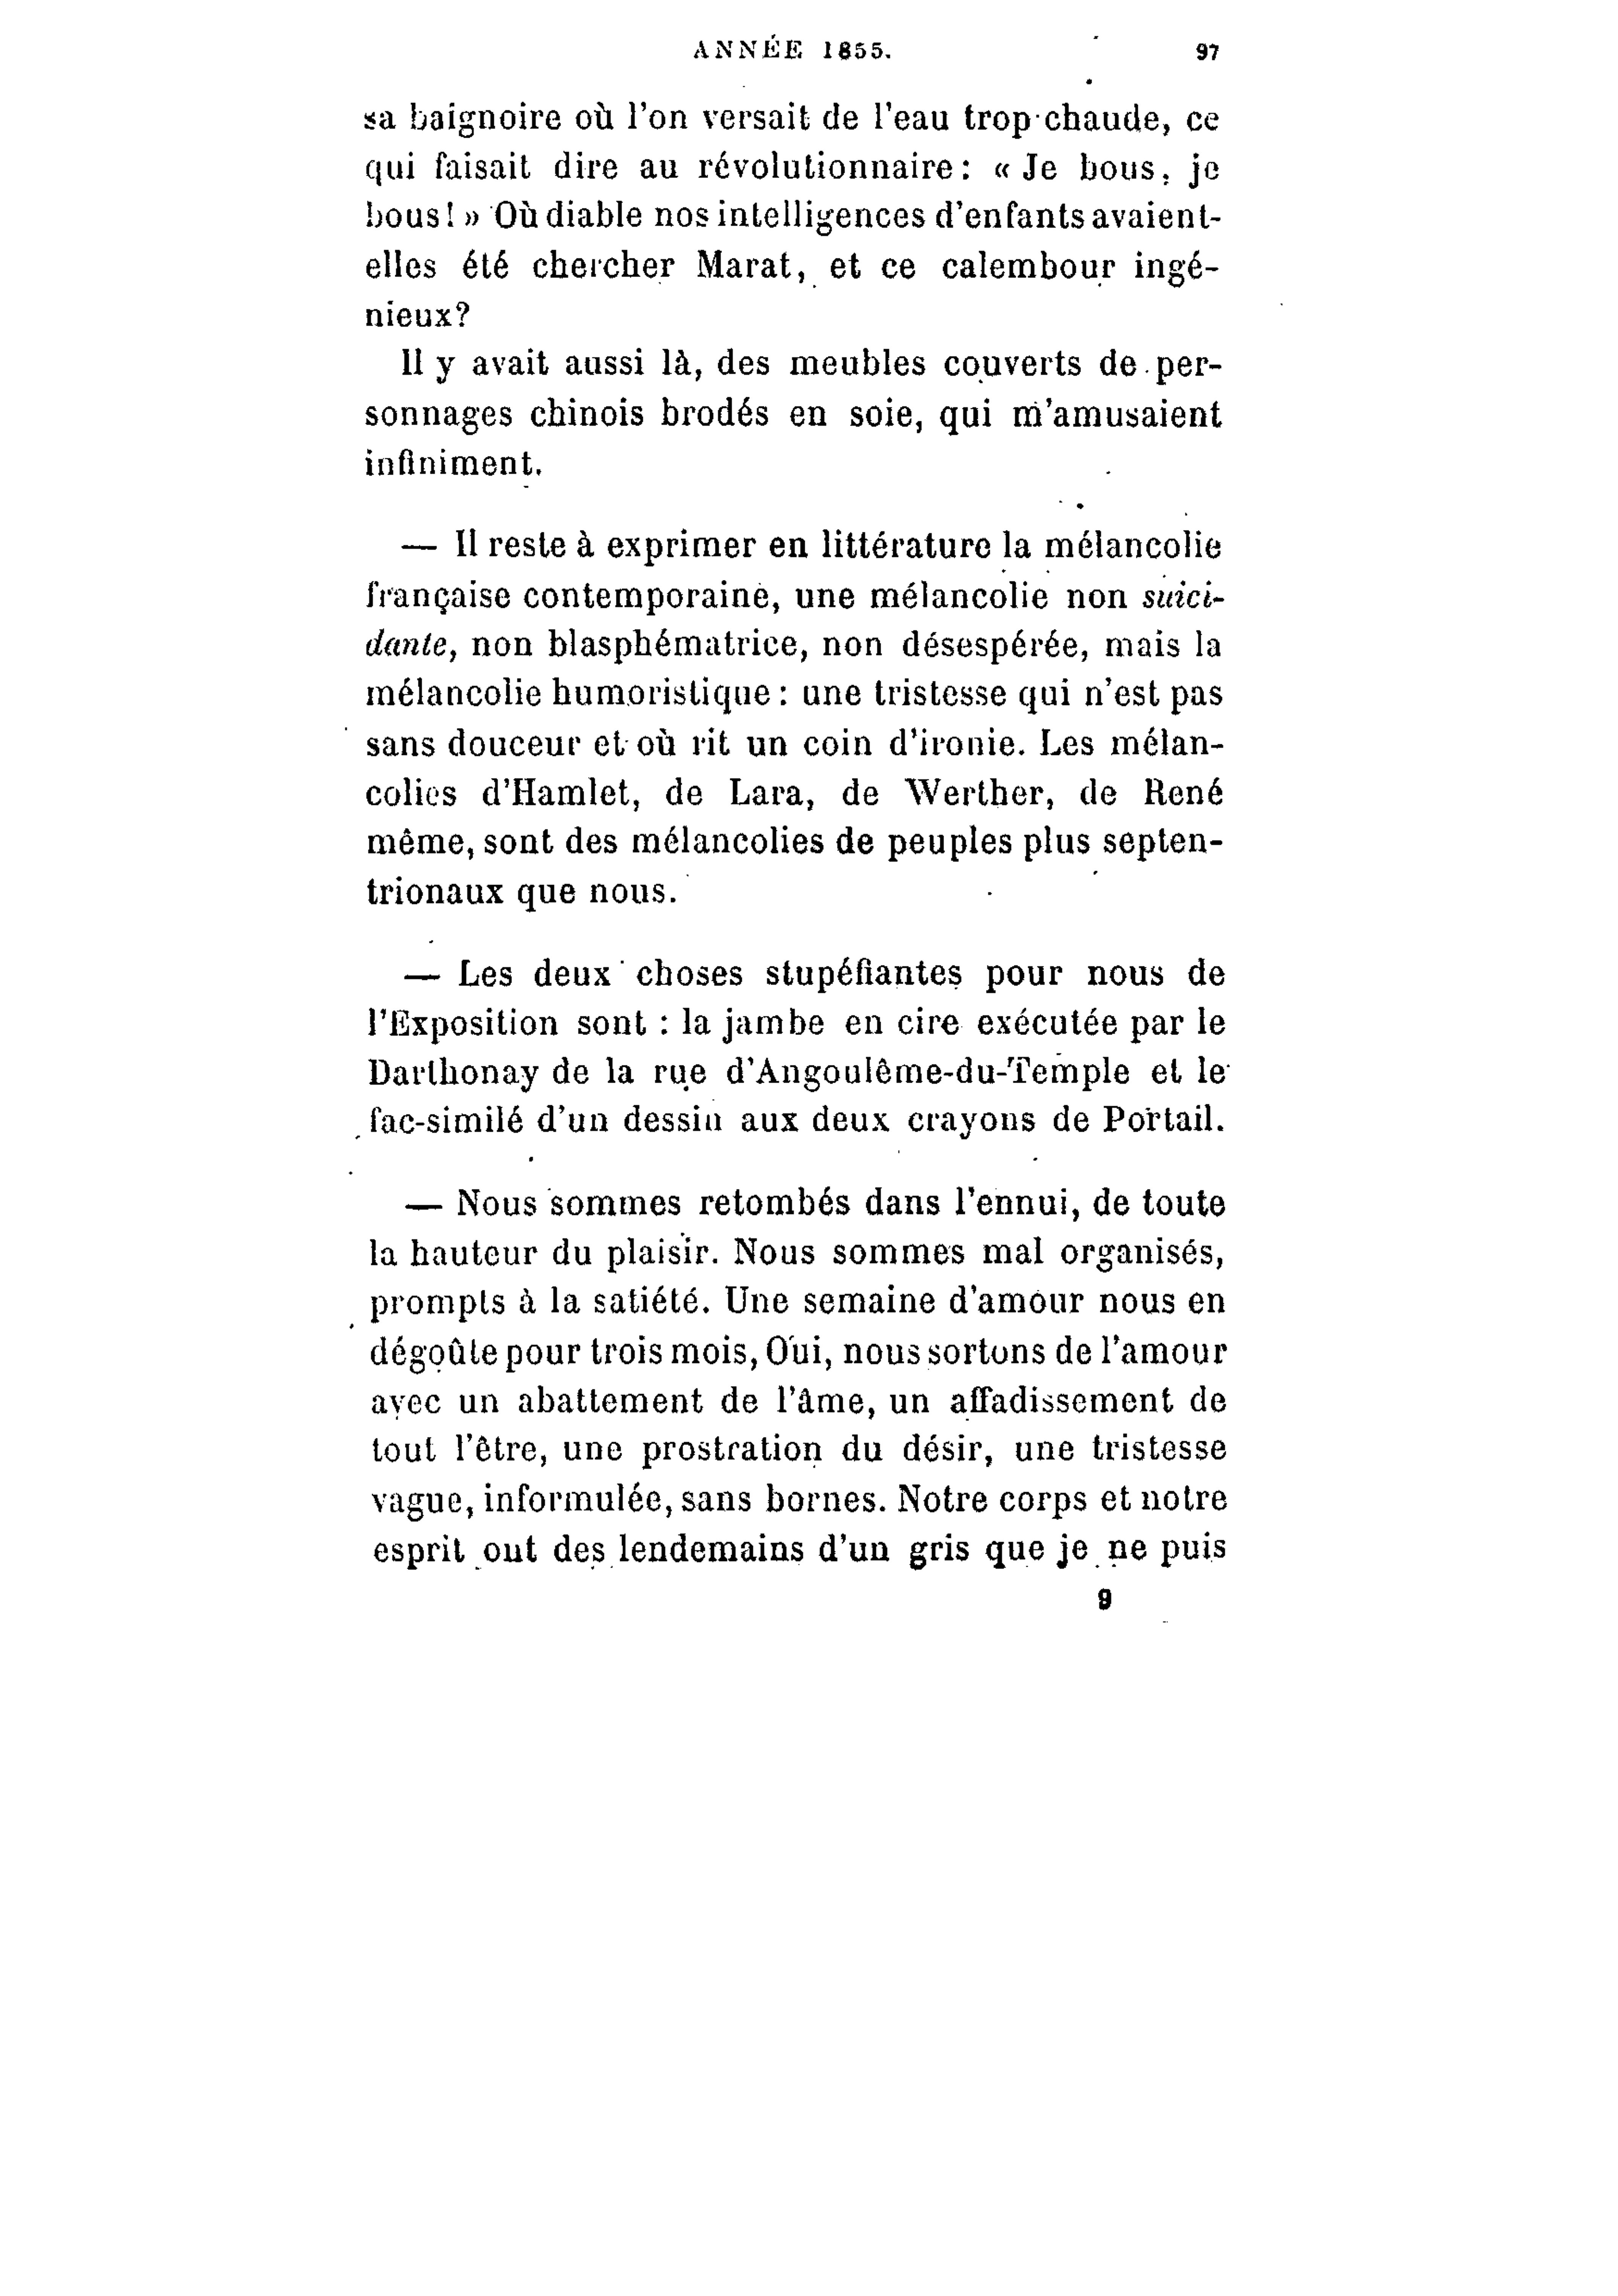 ANNÉE 1855. 97
sa baignoire où l'on versait de l'eau trop chaude, ce
qui faisait dire au révolutionnaire : « Je bous, je
bous! » Où diable nos intelligences d'enfants avaient-
elles été chercher Marat, et ce calembour ingé-
nieux?
Il y avait aussi là, des meubles couverts de per-
sonnages chinois brodés en soie, qui m'amusaient
infiniment.
— Il reste à exprimer en littérature la mélancolie
française contemporaine, une mélancolie non suici-
dante, non blasphématrice, non désespérée, mais la
mélancolie humoristique : une tristesse qui n'est pas
sans douceur et où rit un coin d'ironie. Les mélan-
colies d'Hamlet, de Lara, de Werther, de René
même, sont des mélancolies de peuples plus septen-
trionaux que nous.
— Les deux choses stupéfiantes pour nous de
l'Exposition sont : la jambe en cire exécutée par le
Darthonay de la rue d'Angoulême-du-Temple et le
fac-similé d'un dessin aux deux crayons de Portail.
— Nous sommes retombés dans l'ennui, de toute
la hauteur du plaisir. Nous sommes mal organisés,
prompts à la satiété. Une semaine d'amour nous en
dégoûte pour trois mois, Oui, nous sortons de l'amour
avec un abattement de l'âme, un affadissement de
tout l'être, une prostration du désir, une tristesse
vague, informulée, sans bornes. Notre corps et notre
esprit ont des lendemains d'un gris que je ne puis
9